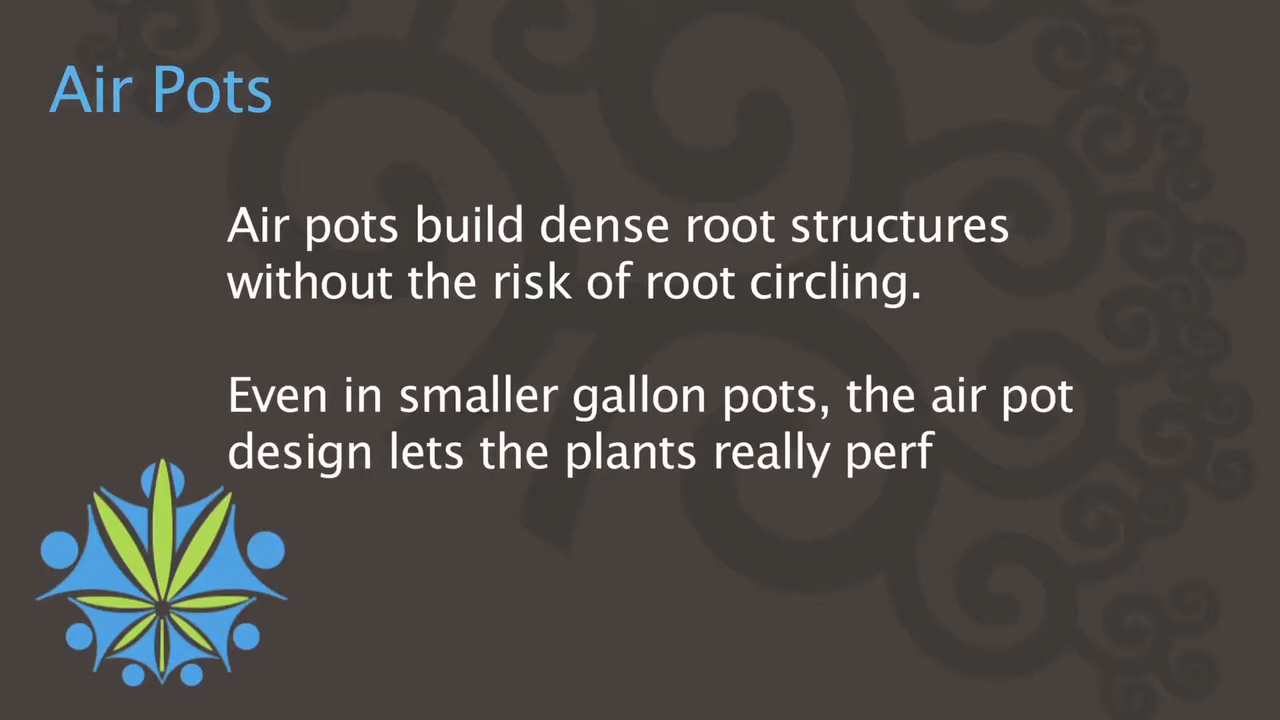 Air Pots
Air pots build dense root structures
without the risk of root circling.
Even in smaller gallon pots, the air pot
design lets the plants really perf